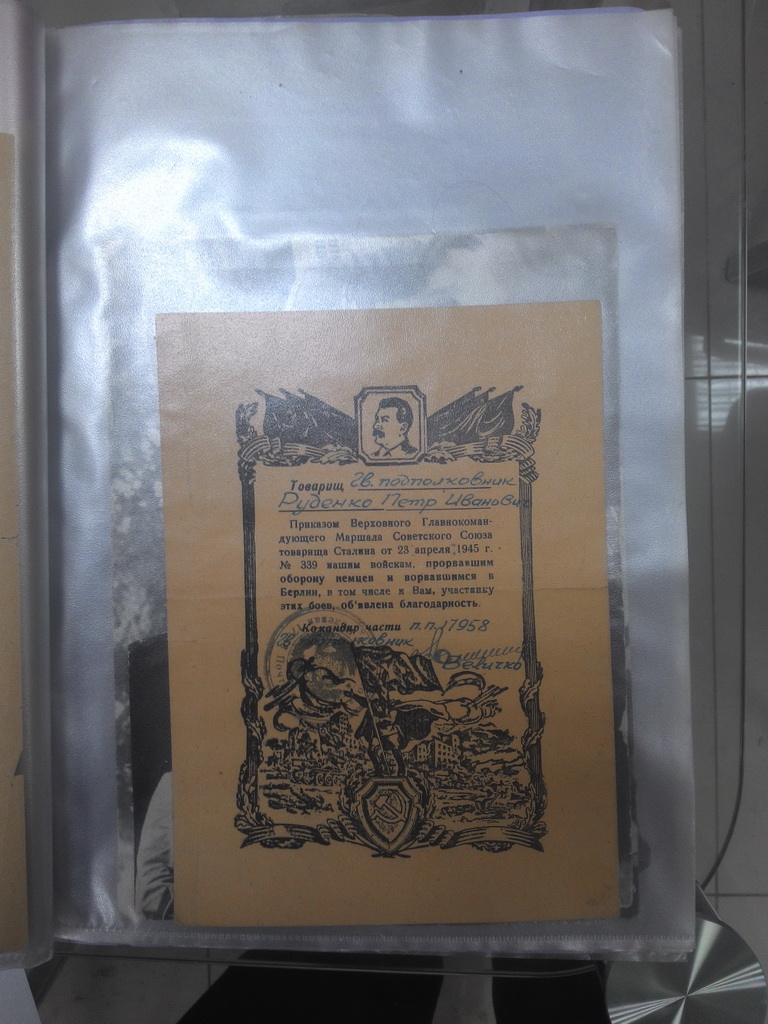 Товарищ Гв. подполковник
Руденко Петр Иванович
Приказом Верховного Главнокоман-
дующего Маршала Советского Союза
товарища Сталина от 23 апреля 1945 г.
№ 339 нашим войскам, прорвавшим
оборону немцев и ворвавшимся в
Берлин, в том числе и Вам, участнику
этих боев, об'явлена благодарность.
Командир части п.п. 17958
Гв. подполковник
Величко